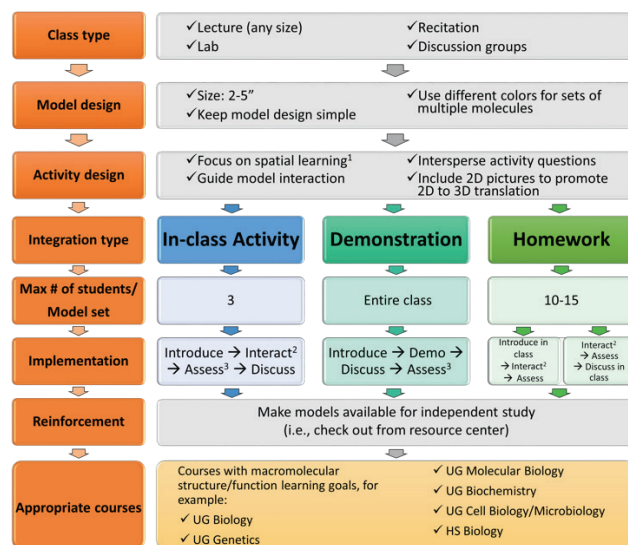 Class type
✓Lecture (any size)
✓Lab
✓Recitation
✓Discussion groups
Model design
✓Size: 2-5”
✓Keep model design simple
✓Use different colors for sets of
multiple molecules
Activity design
✓Focus on spatial learning¹
✓Guide model interaction
✓Intersperse activity questions
✓Include 2D pictures to promote
2D to 3D translation
Integration type
In-class Activity
Demonstration
Homework
Max # of students/
Model set
3
Entire class
10-15
Implementation
Introduce → Interact²
→ Assess³ → Discuss
Introduce → Demo →
Discuss → Assess³
Introduce in
class
→ Interact²
→ Assess
Interact²
→ Assess
→ Discuss in
class
Reinforcement
Make models available for independent study
(i.e., check out from resource center)
Appropriate courses
Courses with macromolecular
structure/function learning goals, for
example:
✓ UG Biology
✓ UG Genetics
✓ UG Molecular Biology
✓ UG Biochemistry
✓ UG Cell Biology/Microbiology
✓ HS Biology